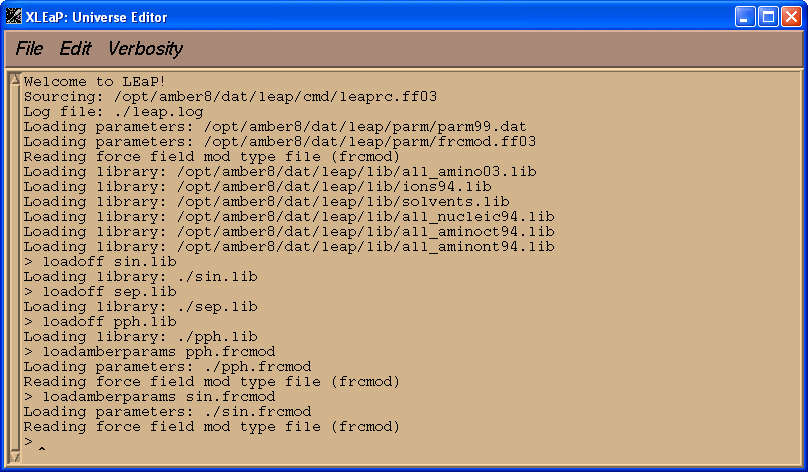 XLEaP: Universe Editor
File Edit Verbosity
Welcome to LEaP!
Sourcing: /opt/amber8/dat/leap/cmd/leaprc.ff03
Log file: ./leap.log
Loading parameters: /opt/amber8/dat/leap/parm/parm99.dat
Loading parameters: /opt/amber8/dat/leap/parm/frcmod.ff03
Reading force field mod type file (frcmod)
Loading library: /opt/amber8/dat/leap/lib/all_amino03.lib
Loading library: /opt/amber8/dat/leap/lib/ions94.lib
Loading library: /opt/amber8/dat/leap/lib/solvents.lib
Loading library: /opt/amber8/dat/leap/lib/all_nucleic94.lib
Loading library: /opt/amber8/dat/leap/lib/all_aminoct94.lib
Loading library: /opt/amber8/dat/leap/lib/all_aminont94.lib
> loadoff sin.lib
Loading library: ./sin.lib
> loadoff sep.lib
Loading library: ./sep.lib
> loadoff pph.lib
Loading library: ./pph.lib
> loadamberparams pph.frcmod
Loading parameters: ./pph.frcmod
Reading force field mod type file (frcmod)
> loadamberparams sin.frcmod
Loading parameters: ./sin.frcmod
Reading force field mod type file (frcmod)
>